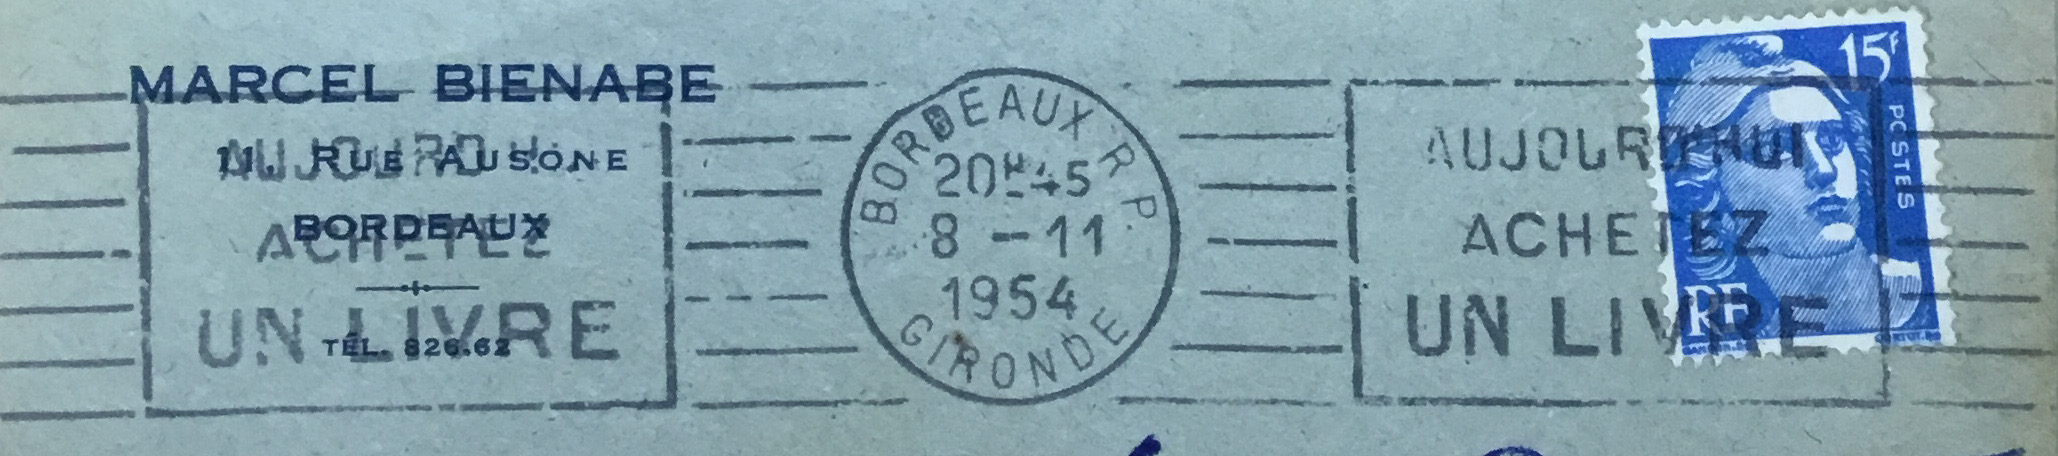 MARCEL BIENABE
11. RUE AUSONE
BORDEAUX
TÉL. 826.62
AUJOURD'HUI
ACHETEZ
UN LIVRE
BORDEAUX R.P.
20H45
8 - 11
1954
GIRONDE
AUJOURD'HUI
ACHETEZ
UN LIVRE
15F
POSTES
RF